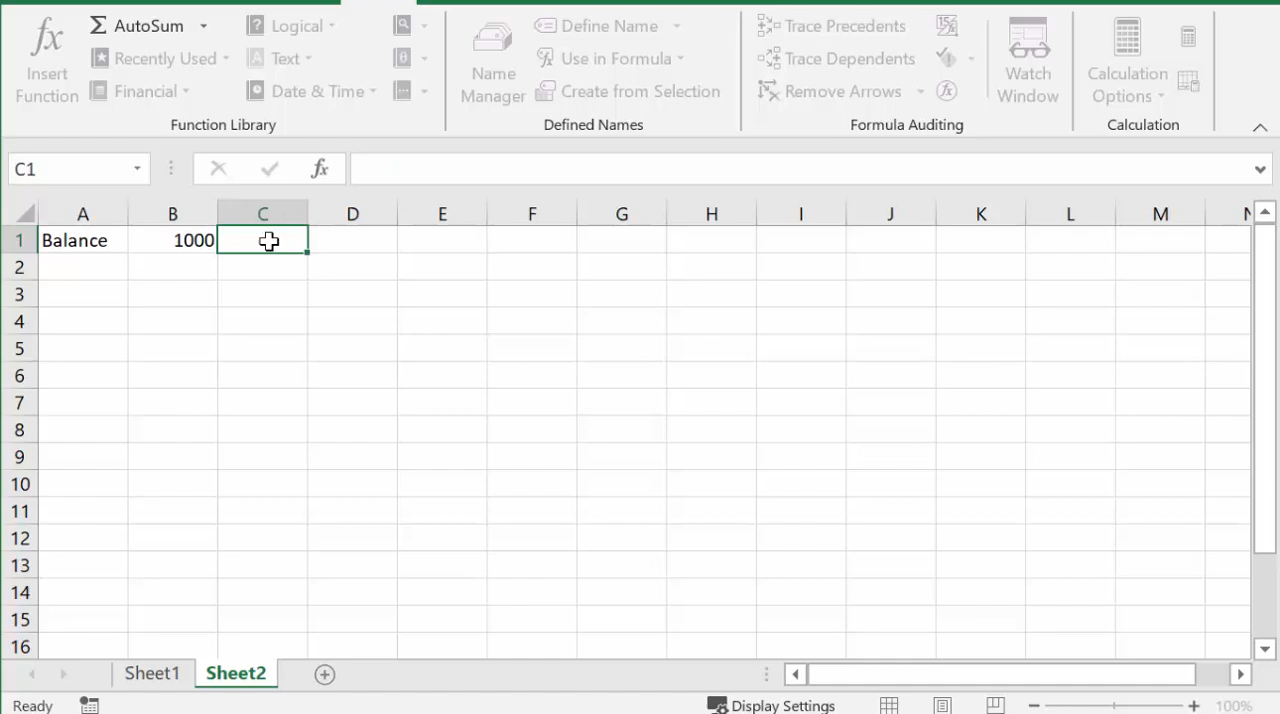 AutoSum
Logical
Define Name
Trace Precedents
Recently Used
Text
Use in Formula
Trace Dependents
Insert
Function
Financial
Date & Time
Name
Manager
Create from Selection
Remove Arrows
Watch
Window
Calculation
Options
Function Library
Defined Names
Formula Auditing
Calculation
C1
fx
A B C D E F G H I J K L M N
1 Balance 1000
2
3
4
5
6
7
8
9
10
11
12
13
14
15
16
Sheet1 Sheet2
Ready
Display Settings
100%